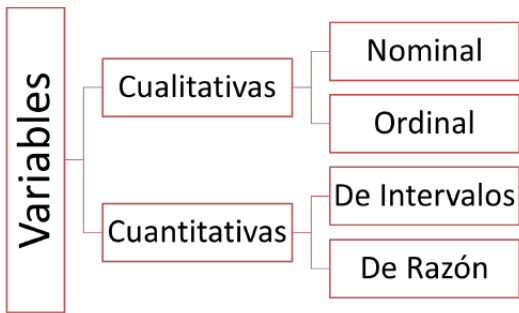 Variables
Cualitativas
Nominal
Ordinal
Cuantitativas
De Intervalos
De Razón